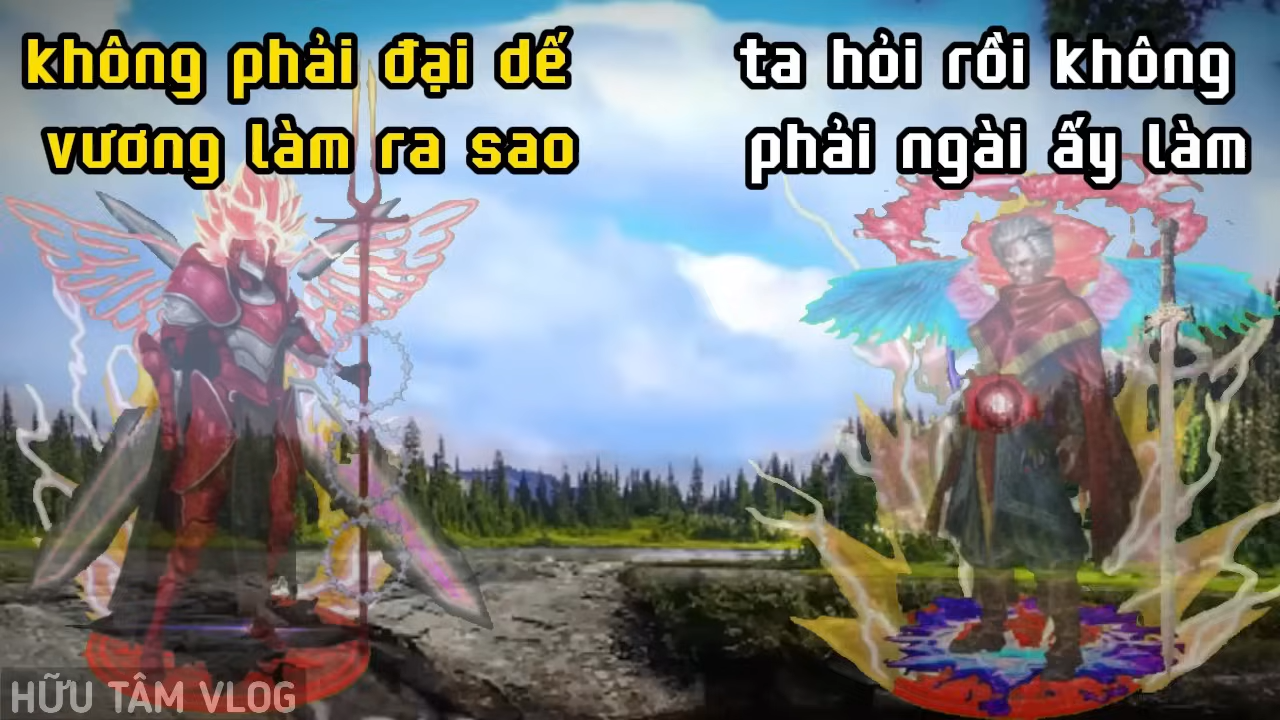 không phải đại dế
vương làm ra sao
ta hỏi rồi không
phải ngài ấy làm
HỮU TÂM VLOG